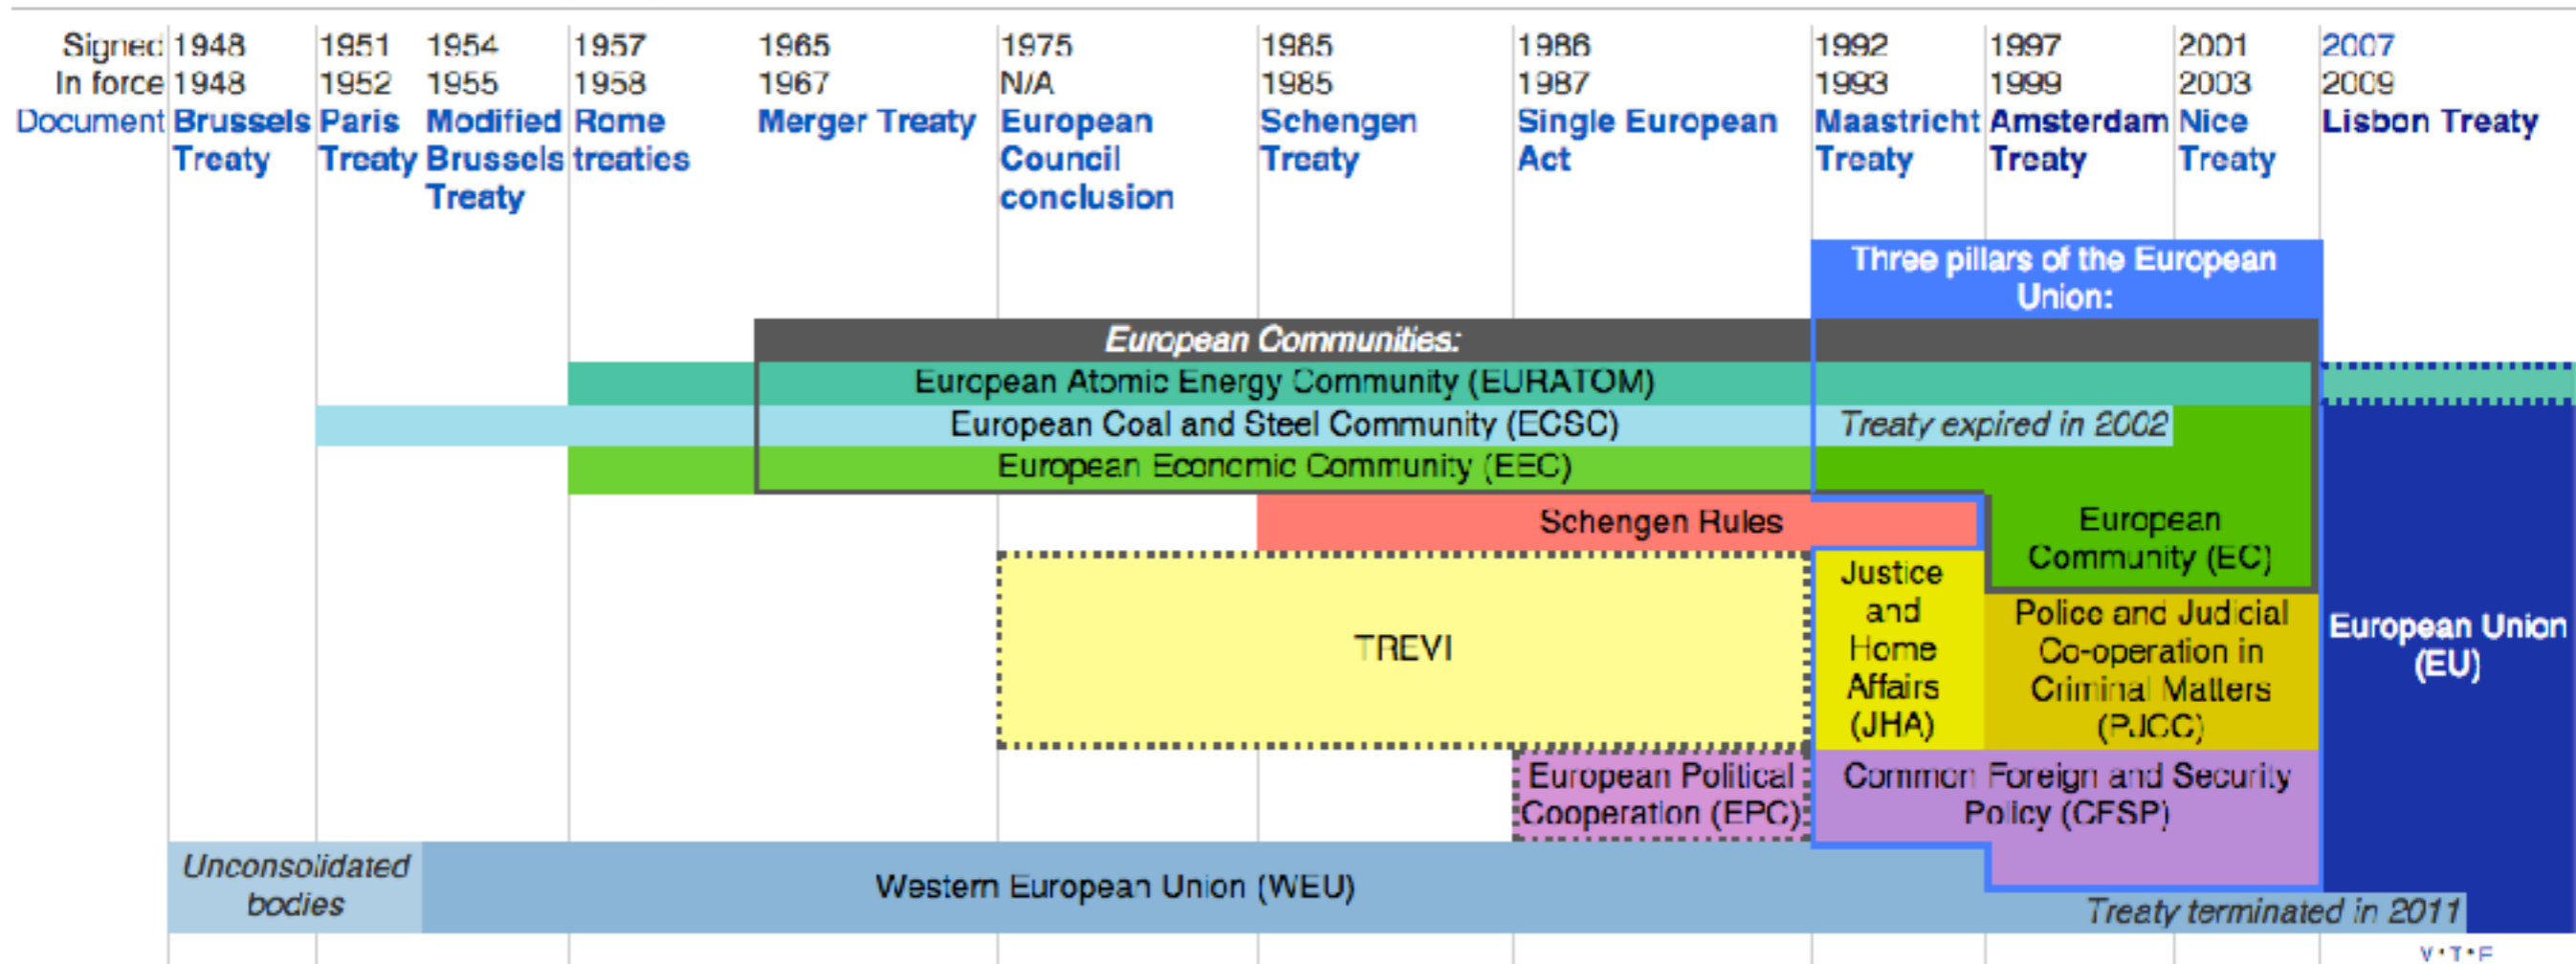 Signed 1948 1951 1954 1957 1965 1975 1985 1986 1992 1997 2001 2007
In force 1948 1952 1955 1958 1967 N/A 1985 1987 1993 1999 2003 2009
Document Brussels Paris Modified Rome Merger Treaty European Schengen Single European Maastricht Amsterdam Nice Lisbon Treaty
Treaty Treaty Brussels treaties Council Treaty Act Treaty Treaty Treaty
Treaty conclusion
Three pillars of the European
Union:
European Communities:
European Atomic Energy Community (EURATOM)
European Coal and Steel Community (ECSC) Treaty expired in 2002
European Economic Community (EEC)
Schengen Rules
European
Community (EC)
TREVI
Justice
and
Home
Affairs
(JHA)
Police and Judicial
Co-operation in
Criminal Matters
(PJCC)
European Union
(EU)
European Political
Cooperation (EPC)
Common Foreign and Security
Policy (CFSP)
Unconsolidated
bodies
Western European Union (WEU)
Treaty terminated in 2011
V·T·E